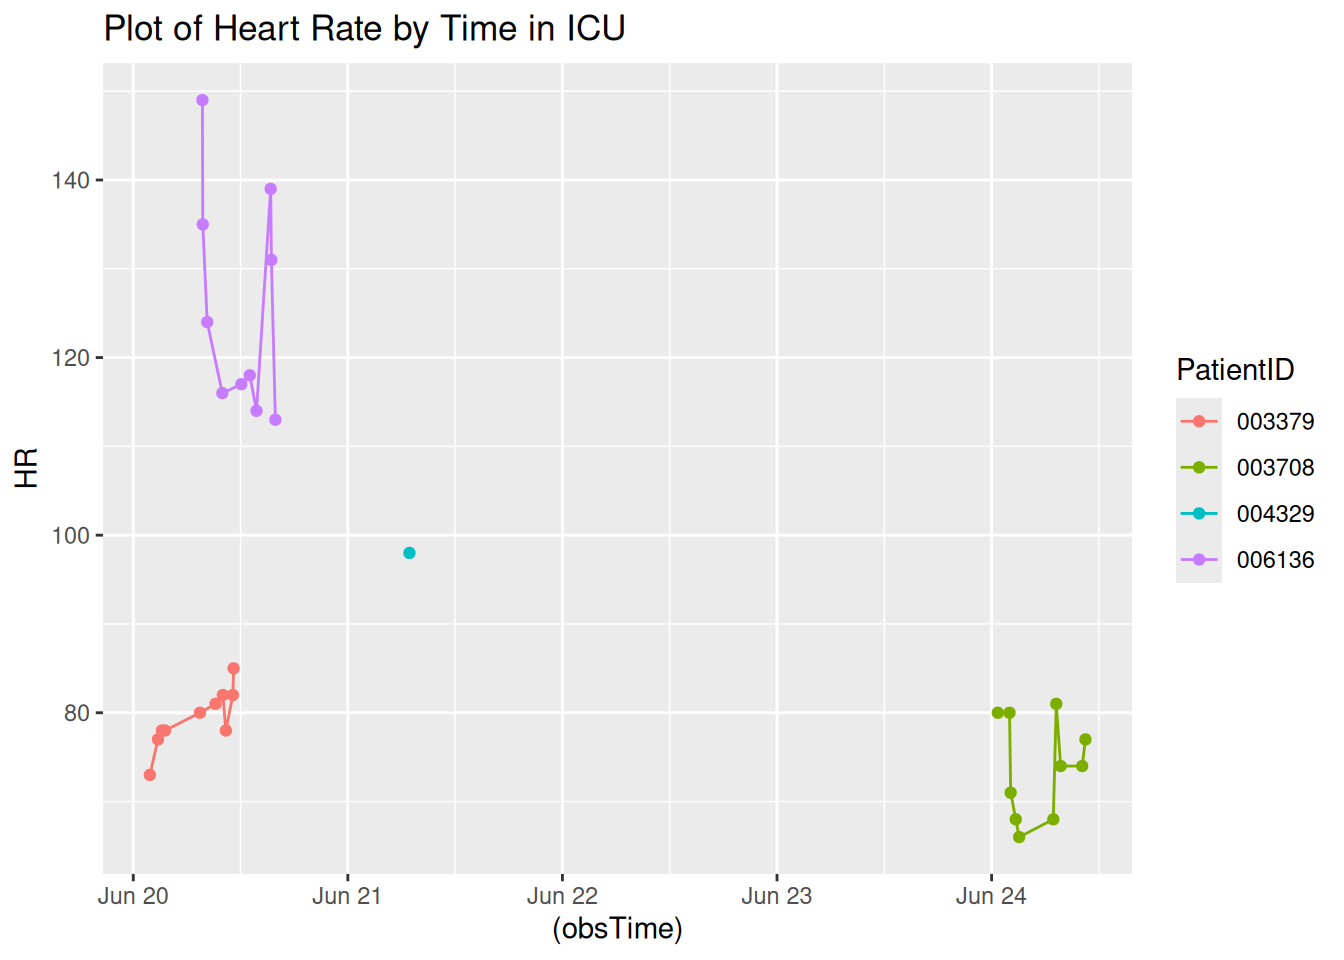 Plot of Heart Rate by Time in ICU
140
120
100
80
HR
Jun 20
Jun 21
Jun 22
Jun 23
Jun 24
(obsTime)
PatientID
003379
003708
004329
006136